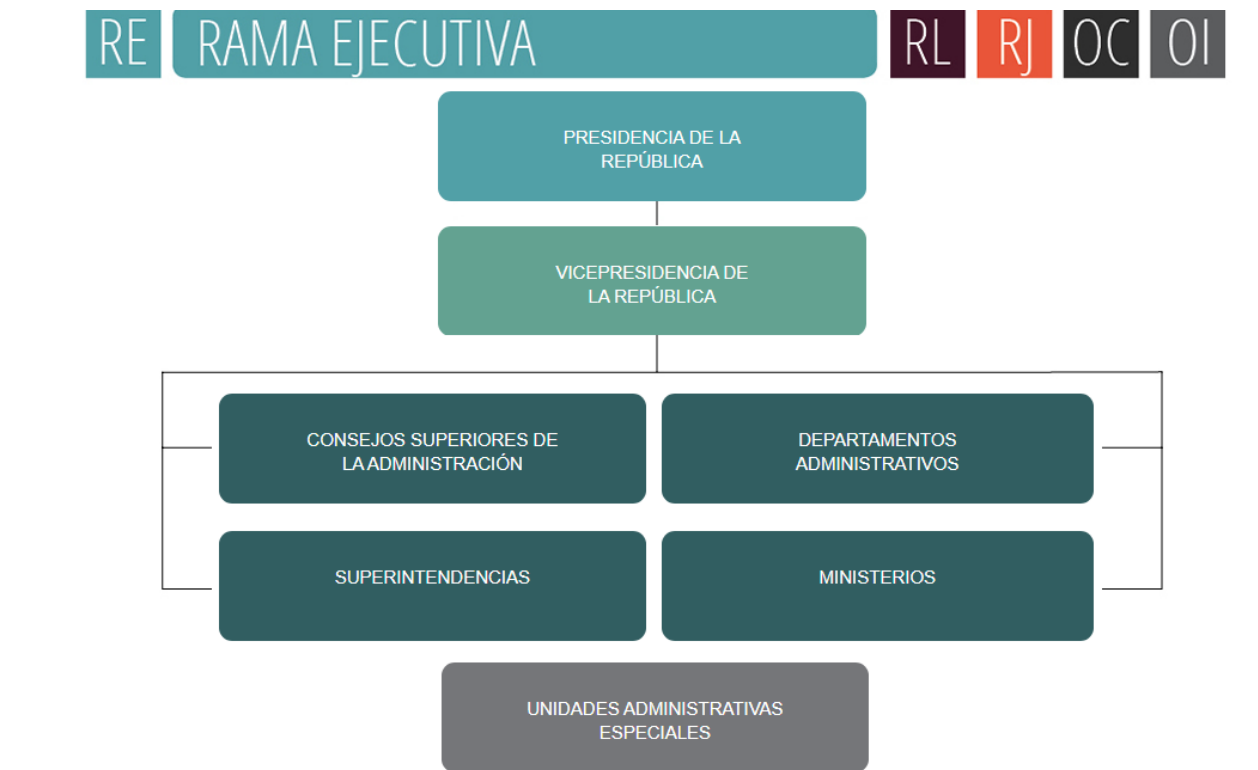 RE RAMA EJECUTIVA RL RJ OC OI
PRESIDENCIA DE LA
REPÚBLICA
VICEPRESIDENCIA DE
LA REPÚBLICA
CONSEJOS SUPERIORES DE
LA ADMINISTRACIÓN
DEPARTAMENTOS
ADMINISTRATIVOS
SUPERINTENDENCIAS
MINISTERIOS
UNIDADES ADMINISTRATIVAS
ESPECIALES